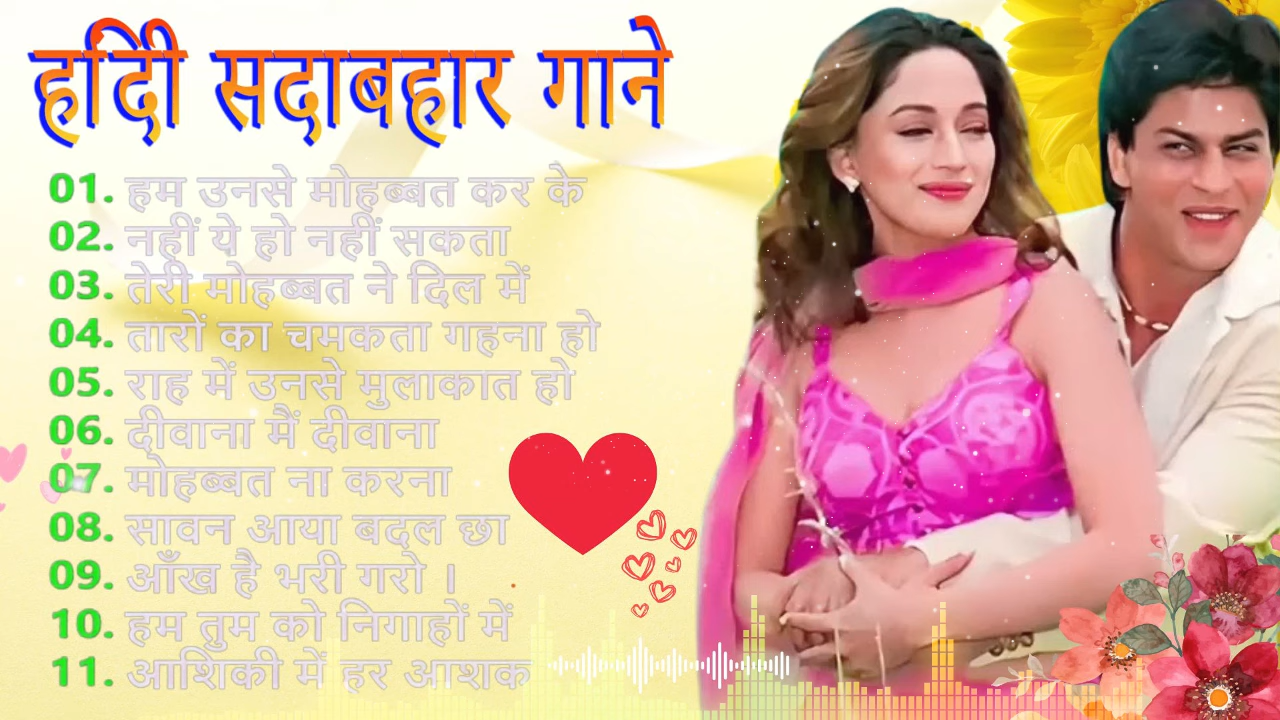 हिंदी सदाबहार गाने
01. हम उनसे मोहब्बत कर के
02. नहीं ये हो नहीं सकता
03. तेरी मोहब्बत ने दिल में
04. तारों का चमकता गहना हो
05. राह में उनसे मुलाकात हो
06. दीवाना मैं दीवाना
07. मोहब्बत ना करना
08. सावन आया बदल छा
09. आँख है भरी गरो ।
10. हम तुम को निगाहों में
11. आशिकी में हर आशक